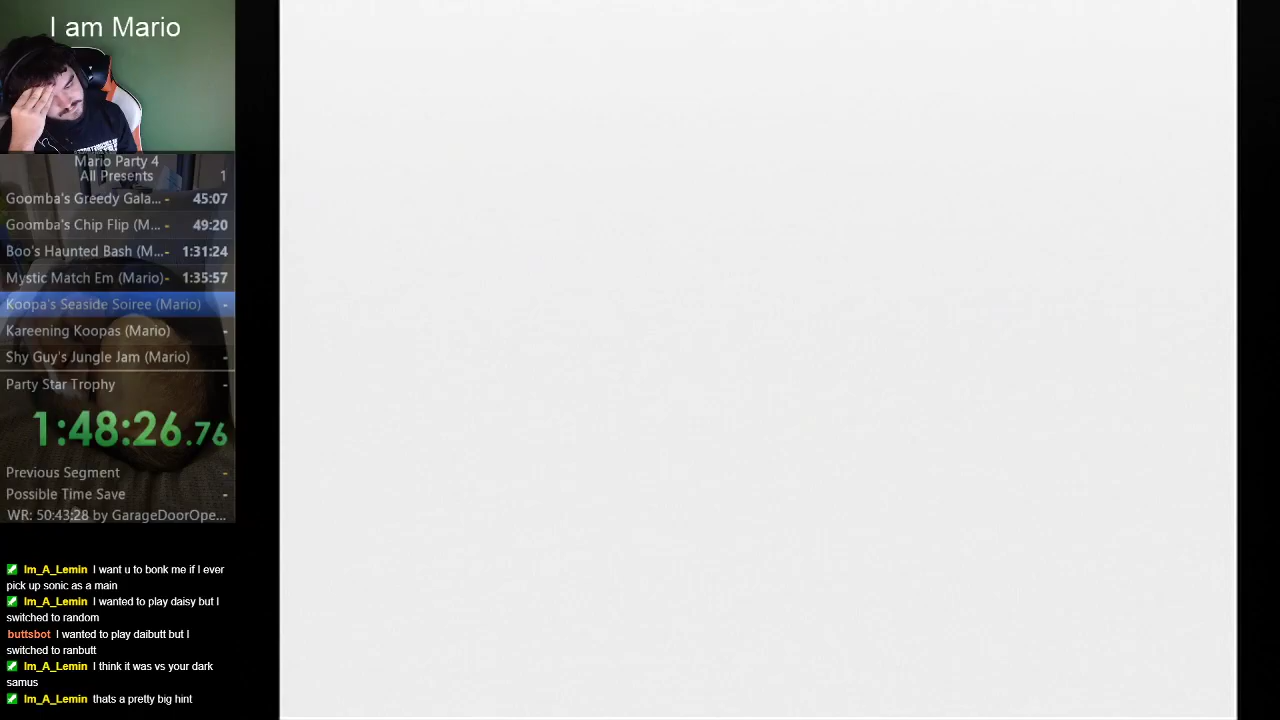 I am Mario
Mario Party 4
All Presents 1
Goomba's Greedy Gala... - 45:07
Goomba's Chip Flip (M... - 49:20
Boo's Haunted Bash (M... - 1:31:24
Mystic Match Em (Mario) - 1:35:57
Koopa's Seaside Soiree (Mario) -
Kareening Koopas (Mario) -
Shy Guy's Jungle Jam (Mario) -
Party Star Trophy -
1:48:26.76
Previous Segment -
Possible Time Save -
WR: 50:43:28 by GarageDoorOpe...
Im_A_Lemin I want u to bonk me if I ever
pick up sonic as a main
Im_A_Lemin I wanted to play daisy but I
switched to random
buttsbot I wanted to play daibutt but I
switched to ranbutt
Im_A_Lemin I think it was vs your dark
samus
Im_A_Lemin thats a pretty big hint